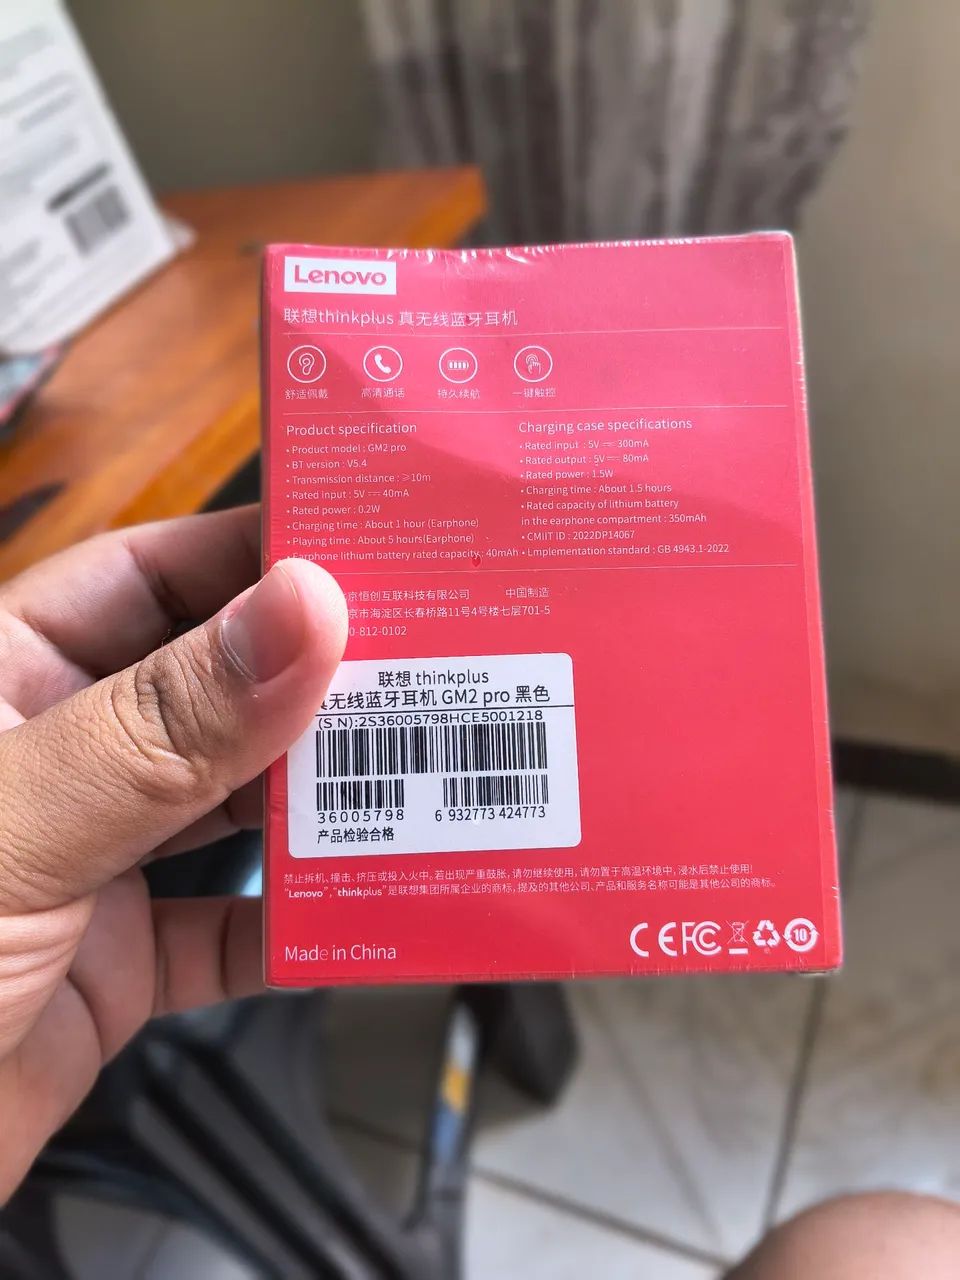 Lenovo
联想thinkplus 真无线蓝牙耳机
舒适佩戴 高清通话 持久续航 一键触控
Product specification
• Product model : GM2 pro
• BT version : V5.4
• Transmission distance : ≥10m
• Rated input : 5V ⎓ 40mA
• Rated power : 0.2W
• Charging time : About 1 hour (Earphone)
• Playing time : About 5 hours(Earphone)
• Earphone lithium battery rated capacity : 40mAh
Charging case specifications
• Rated input : 5V ⎓ 300mA
• Rated output : 5V ⎓ 80mA
• Rated power : 1.5W
• Charging time : About 1.5 hours
• Rated capacity of lithium battery
in the earphone compartment : 350mAh
• CMIIT ID : 2022DP14067
• Lmplementation standard : GB 4943.1-2022
京恒创互联科技有限公司 中国制造
京市海淀区长春桥路11号4号楼七层701-5
0-812-0102
联想 thinkplus
无线蓝牙耳机 GM2 pro 黑色
(S N):2S36005798HCE5001218
36005798 6 932773 424773
产品检验合格
禁止拆机、撞击、挤压或投入火中。若出现严重鼓胀，请勿继续使用，请勿置于高温环境中，浸水后禁止使用!
“Lenovo”，“thinkplus”是联想集团所属企业的商标，提及的其他公司、产品和服务名称可能是其他公司的商标。
Made in China
CE FC 10